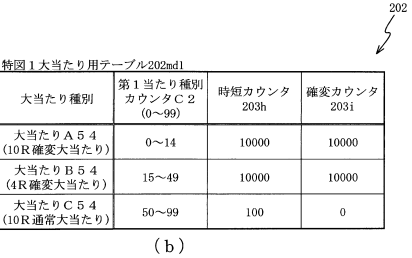 202
特図1大当たり用テーブル202md1
大当たり種別
第1当たり種別
カウンタC2
(0～99)
時短カウンタ
203h
確変カウンタ
203i
大当たりA54
(10R確変大当たり)
0～14
10000
10000
大当たりB54
(4R確変大当たり)
15～49
10000
10000
大当たりC54
(10R通常大当たり)
50～99
100
0
(b)